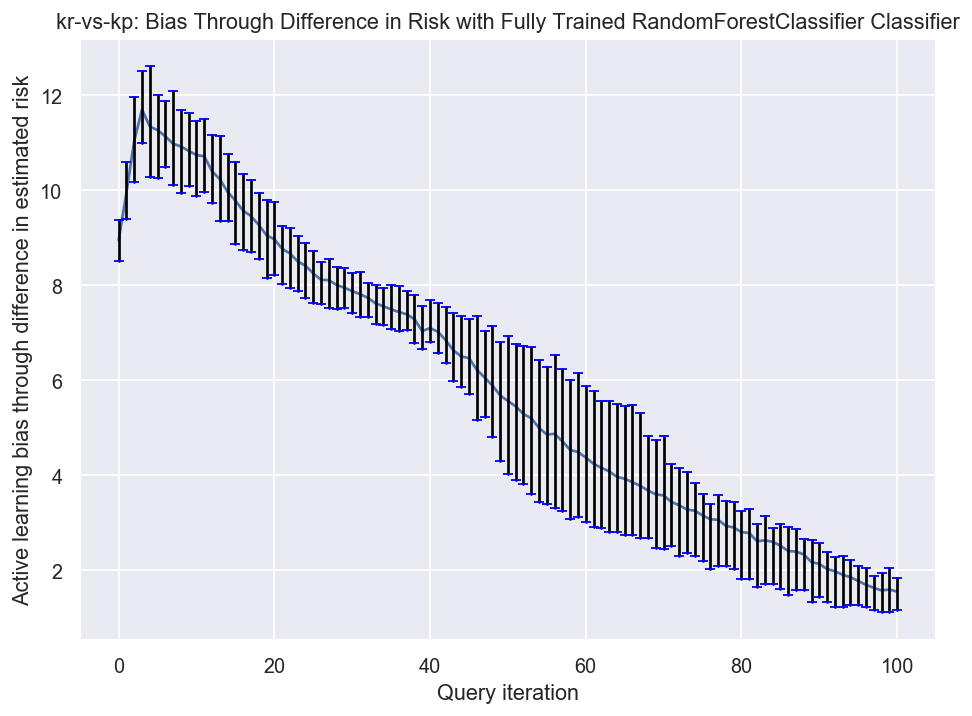 kr-vs-kp: Bias Through Difference in Risk with Fully Trained RandomForestClassifier Classifier
Active learning bias through difference in estimated risk
12
10
8
6
4
2
0 20 40 60 80 100
Query iteration